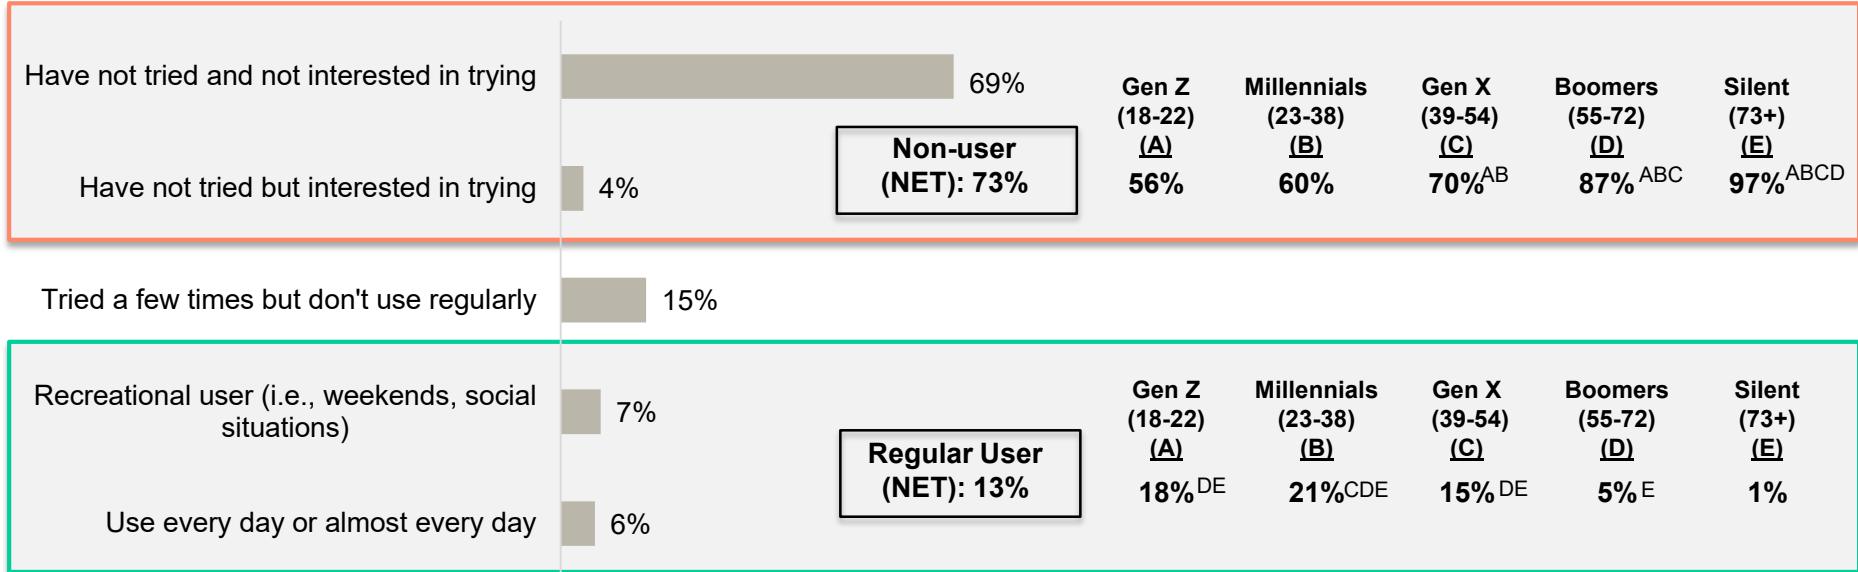 Have not tried and not interested in trying
69%
Have not tried but interested in trying
4%
Non-user
(NET): 73%
Gen Z Millennials Gen X Boomers Silent
(18-22) (23-38) (39-54) (55-72) (73+)
(A) (B) (C) (D) (E)
56% 60% 70%AB 87% ABC 97%ABCD
Tried a few times but don't use regularly
15%
Recreational user (i.e., weekends, social
situations)
7%
Use every day or almost every day
6%
Regular User
(NET): 13%
Gen Z Millennials Gen X Boomers Silent
(18-22) (23-38) (39-54) (55-72) (73+)
(A) (B) (C) (D) (E)
18% DE 21%CDE 15% DE 5% E 1%